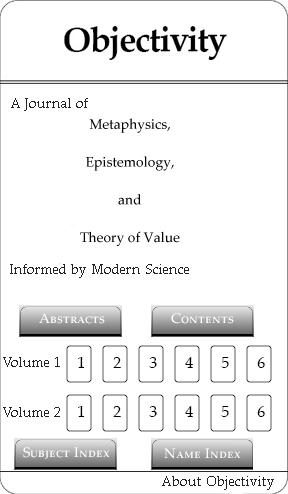 Objectivity
A Journal of
Metaphysics,
Epistemology,
and
Theory of Value
Informed by Modern Science
Abstracts Contents
Volume 1 1 2 3 4 5 6
Volume 2 1 2 3 4 5 6
Subject Index Name Index
About Objectivity